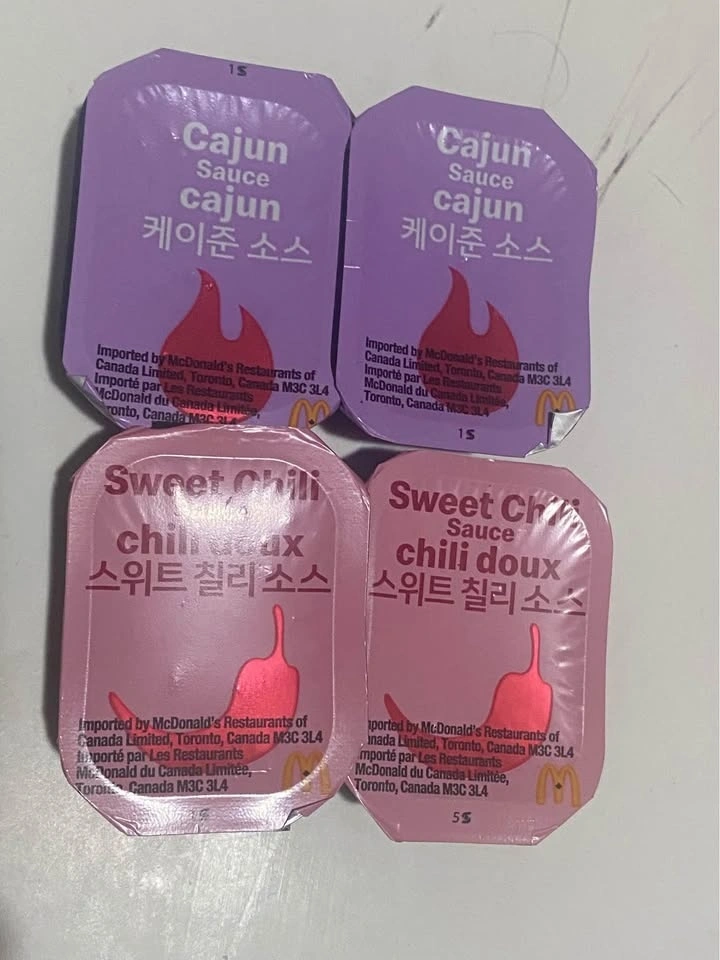 1S
Cajun
Sauce
cajun
케이준 소스
Imported by McDonald's Restaurants of
Canada Limited, Toronto, Canada M3C 3L4
Importé par Les Restaurants
McDonald du Canada Limitée,
Toronto, Canada M3C 3L4
Cajun
Sauce
cajun
케이준 소스
Imported by McDonald's Restaurants of
Canada Limited, Toronto, Canada M3C 3L4
Importé par Les Restaurants
McDonald du Canada Limitée,
Toronto, Canada M3C 3L4
1S
Sweet Chili
chili doux
스위트 칠리 소스
Imported by McDonald's Restaurants of
Canada Limited, Toronto, Canada M3C 3L4
Importé par Les Restaurants
McDonald du Canada Limitée,
Toronto, Canada M3C 3L4
Sweet Chili
Sauce
chili doux
스위트 칠리 소스
Imported by McDonald's Restaurants of
Canada Limited, Toronto, Canada M3C 3L4
Importé par Les Restaurants
McDonald du Canada Limitée,
Toronto, Canada M3C 3L4
5S